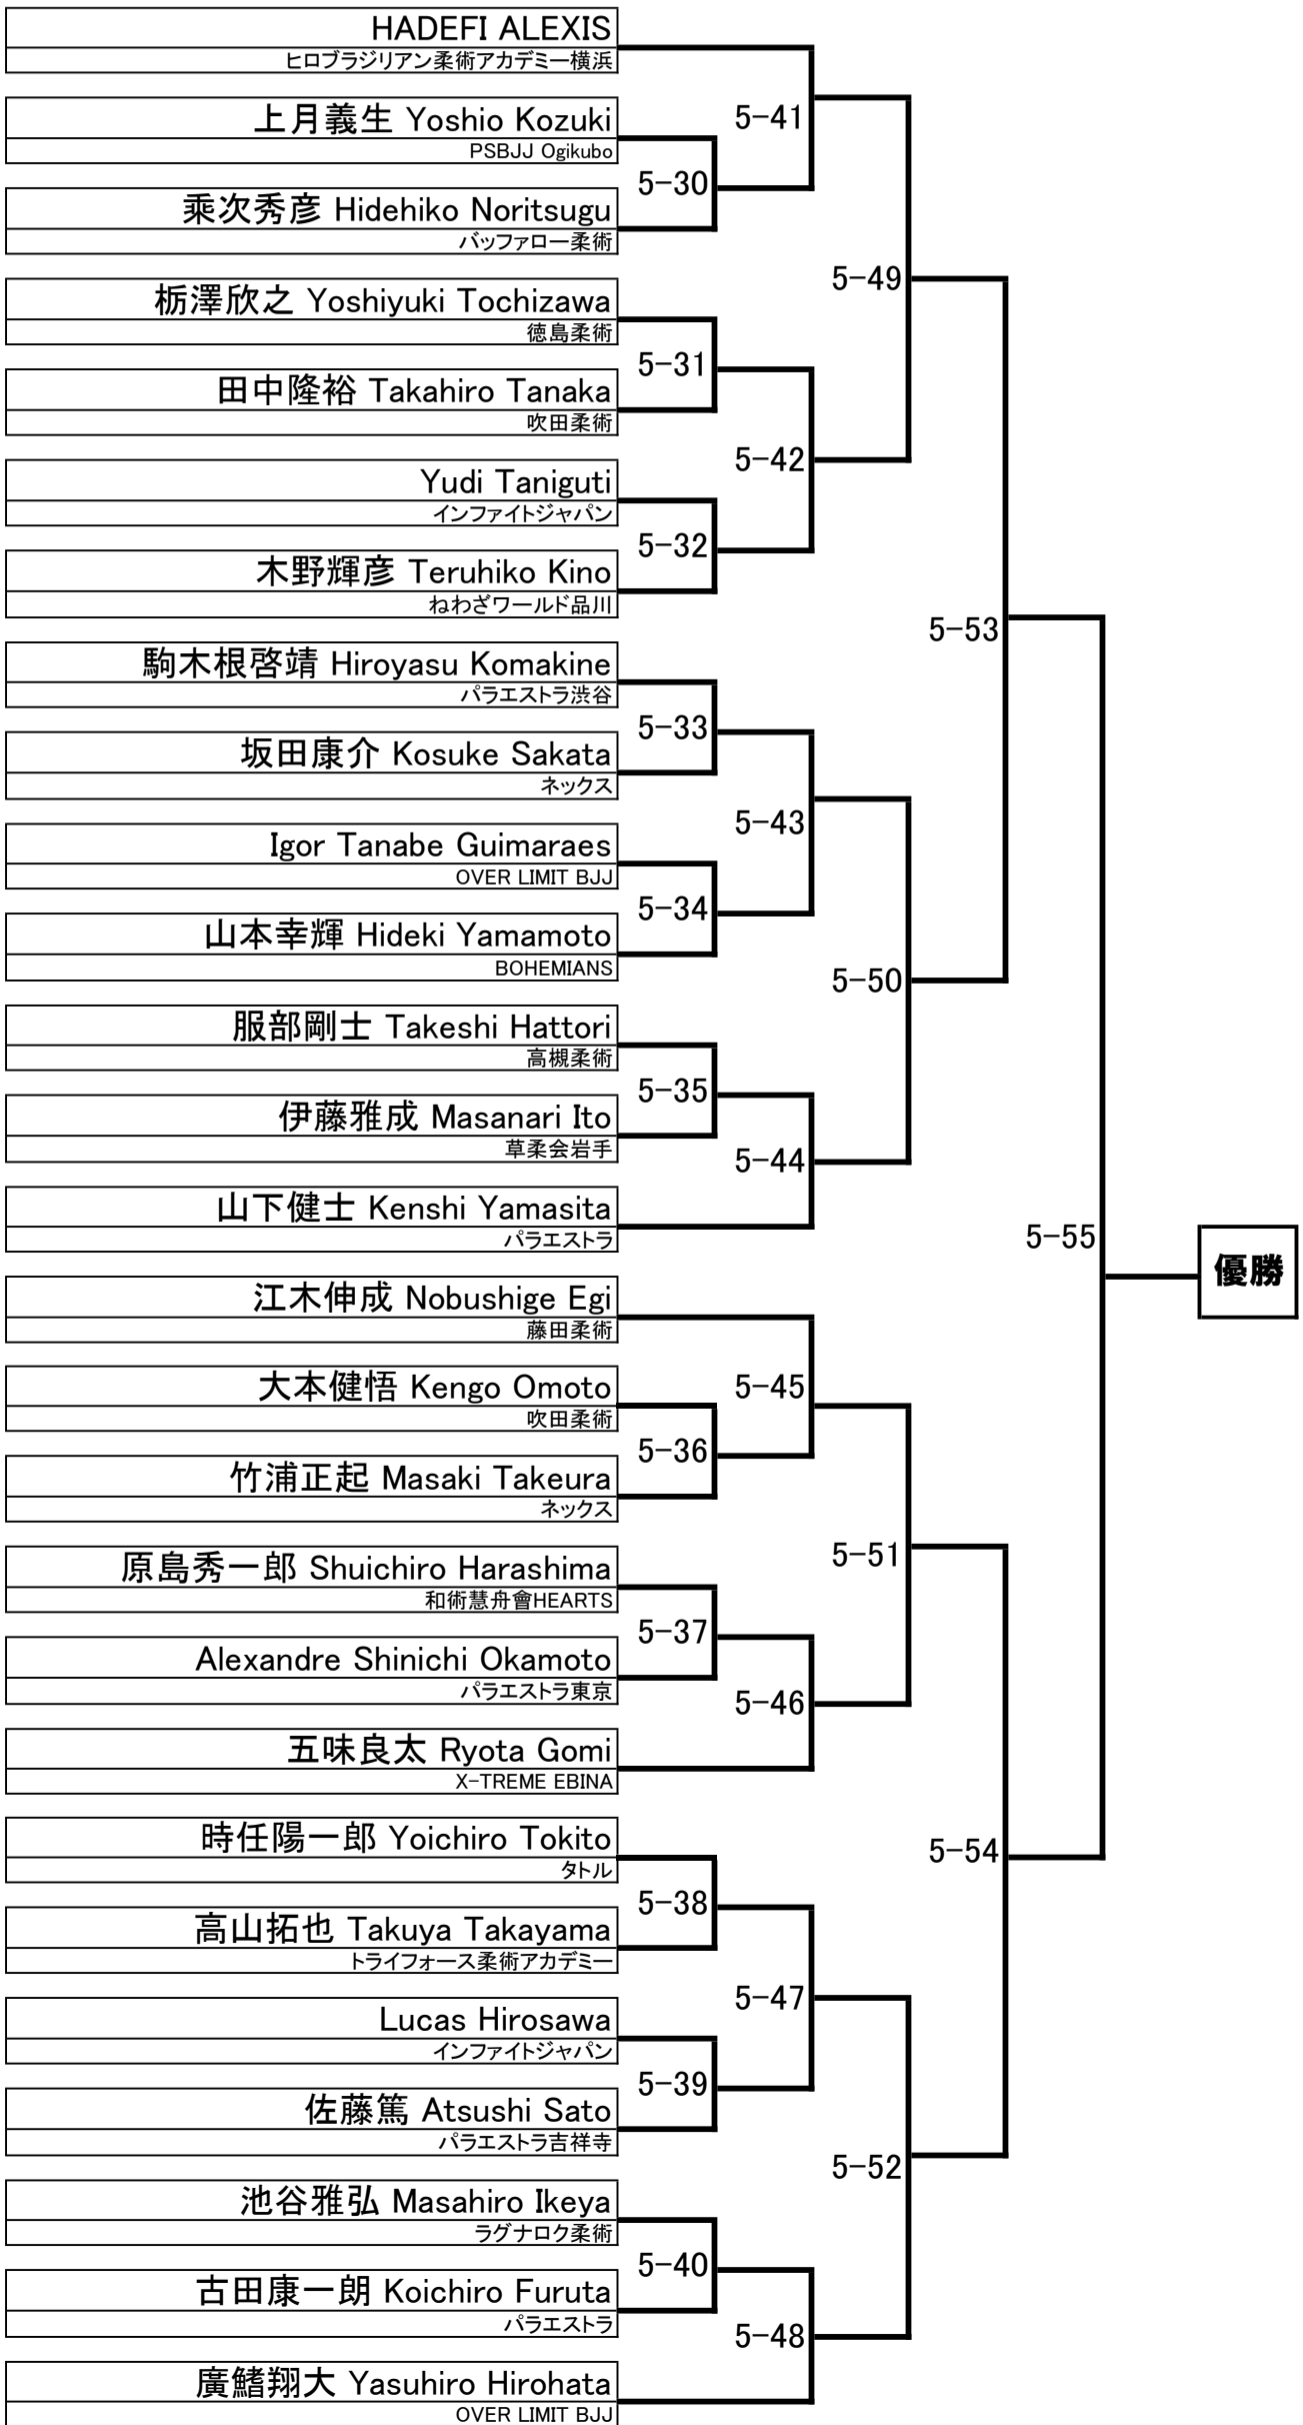 HADEFI ALEXIS
ヒロブラジリアン柔術アカデミー横浜
5-41
上月義生 Yoshio Kozuki
PSBJJ Ogikubo
5-30
乘次秀彦 Hidehiko Noritsugu
バッファロー柔術
5-49
栃澤欣之 Yoshiyuki Tochizawa
徳島柔術
5-31
田中隆裕 Takahiro Tanaka
吹田柔術
5-42
Yudi Taniguti
インファイトジャパン
5-32
木野輝彦 Teruhiko Kino
ねわざワールド品川
5-53
駒木根啓靖 Hiroyasu Komakine
パラエストラ渋谷
5-33
坂田康介 Kosuke Sakata
ネックス
5-43
Igor Tanabe Guimaraes
OVER LIMIT BJJ
5-34
山本幸輝 Hideki Yamamoto
BOHEMIANS
5-50
服部剛士 Takeshi Hattori
高槻柔術
5-35
伊藤雅成 Masanari Ito
草柔会岩手
5-44
山下健士 Kenshi Yamasita
パラエストラ
5-55
優勝
江木伸成 Nobushige Egi
藤田柔術
5-45
大本健悟 Kengo Omoto
吹田柔術
5-36
竹浦正起 Masaki Takeura
ネックス
5-51
原島秀一郎 Shuichiro Harashima
和術慧舟會HEARTS
5-37
Alexandre Shinichi Okamoto
パラエストラ東京
5-46
五味良太 Ryota Gomi
X-TREME EBINA
時任陽一郎 Yoichiro Tokito
タトル
5-54
5-38
高山拓也 Takuya Takayama
トライフォース柔術アカデミー
5-47
Lucas Hirosawa
インファイトジャパン
5-39
佐藤篤 Atsushi Sato
パラエストラ吉祥寺
5-52
池谷雅弘 Masahiro Ikeya
ラグナロク柔術
5-40
古田康一朗 Koichiro Furuta
パラエストラ
5-48
廣鰭翔大 Yasuhiro Hirohata
OVER LIMIT BJJ